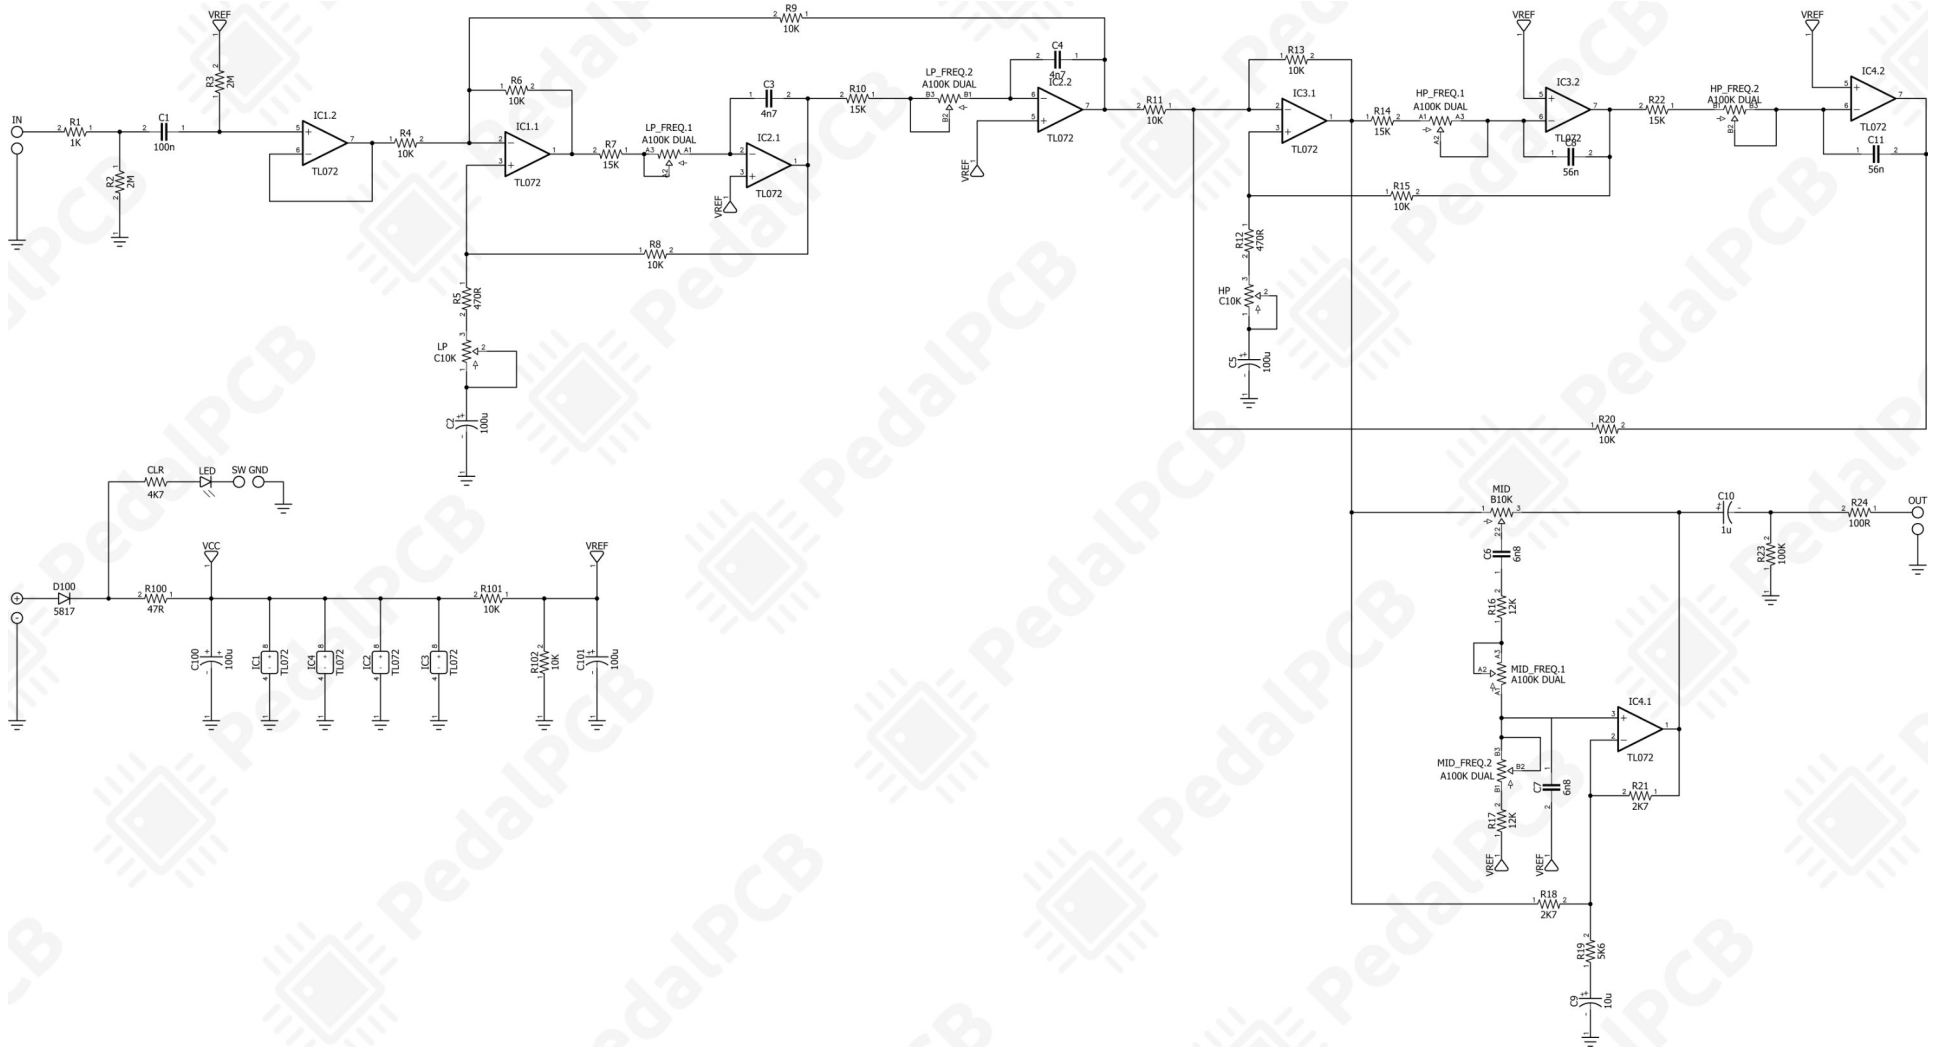 VREF
R3
2M
IN
R1
1K
R2
2M
C1
100n
IC1.2
TL072
R4
10K
R9
10K
R6
10K
IC1.1
TL072
R7
15K
LP_FREQ.1
A100K DUAL
C3
4n7
IC2.1
TL072
VREF
R8
10K
R5
470R
LP
C10K
C2
100u
R10
15K
LP_FREQ.2
A100K DUAL
C4
4n7
IC2.2
TL072
VREF
R11
10K
R13
10K
IC3.1
TL072
R12
470R
HP
C10K
C5
100u
R14
15K
HP_FREQ.1
A100K DUAL
VREF
IC3.2
TL072
C8
56n
R15
10K
R22
15K
HP_FREQ.2
A100K DUAL
VREF
IC4.2
TL072
C11
56n
R20
10K
CLR
4K7
LED
SW GND
D100
5817
R100
47R
VCC
C100
100u
IC1
TL072
IC4
TL072
IC2
TL072
IC3
TL072
R101
10K
R102
10K
VREF
C101
100u
MID
B10K
C6
6n8
R16
12K
MID_FREQ.1
A100K DUAL
MID_FREQ.2
A100K DUAL
R17
12K
VREF
C7
6n8
VREF
IC4.1
TL072
R21
2K7
R18
2K7
R19
5K6
C9
10u
C10
1u
R23
100K
R24
100R
OUT
PedalPCB